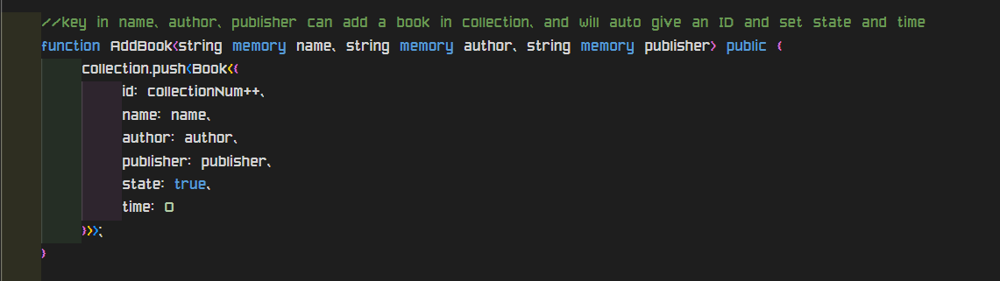 //key in name、author、publisher can add a book in collection、and will auto give an ID and set state and time
function AddBook(string memory name、string memory author、string memory publisher) public {
collection.push(Book({
id: collectionNum++、
name: name、
author: author、
publisher: publisher、
state: true、
time: 0
}));
}